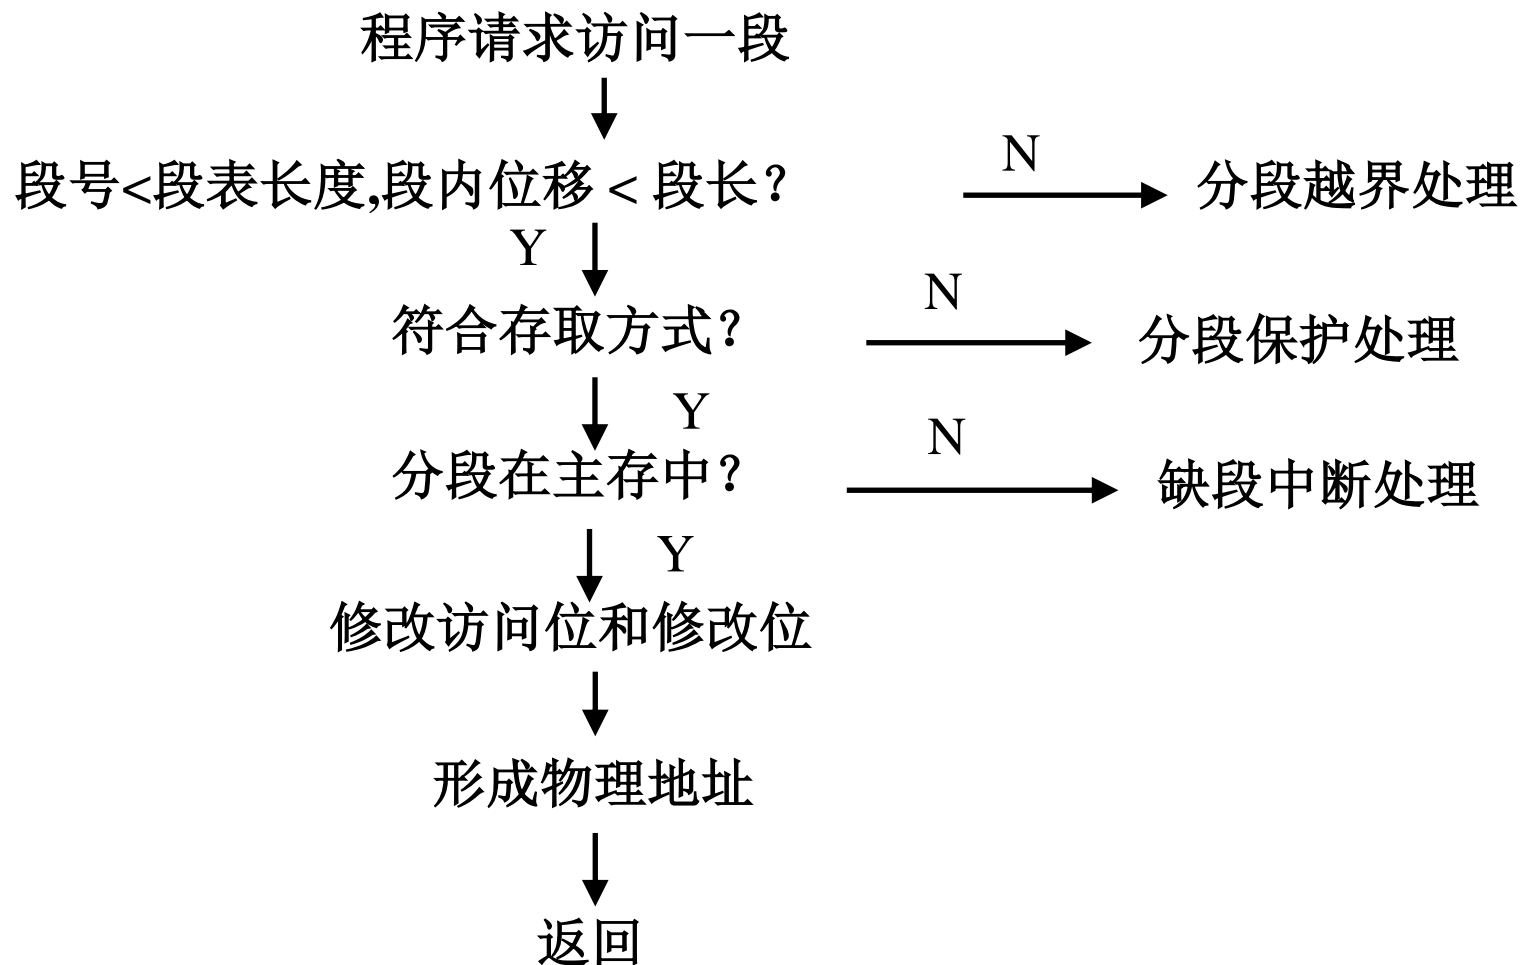 程序请求访问一段
段号<段表长度,段内位移 < 段长?
N
分段越界处理
Y
符合存取方式?
N
分段保护处理
Y
分段在主存中?
N
缺段中断处理
Y
修改访问位和修改位
形成物理地址
返回